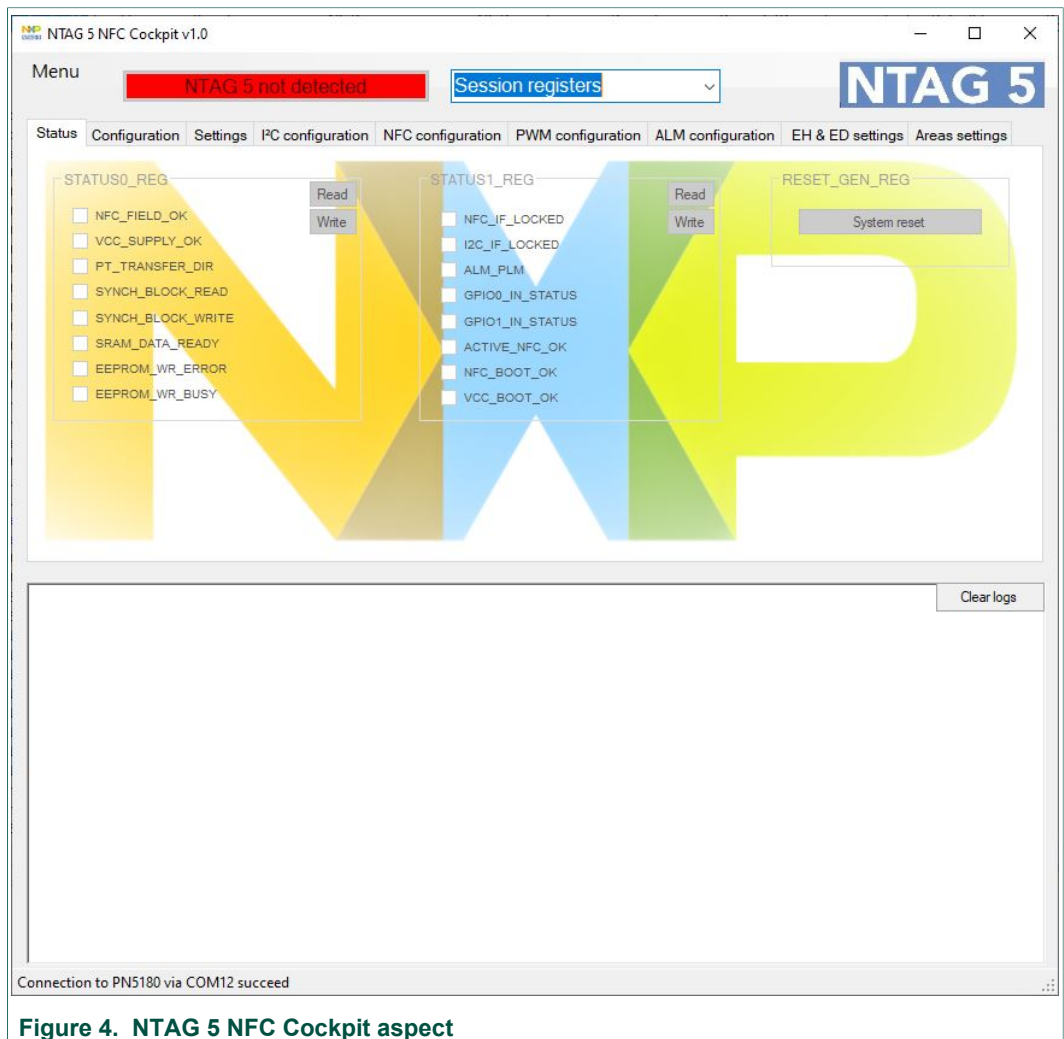 NXP NTAG 5 NFC Cockpit v1.0
Menu
NTAG 5 not detected
Session registers
NTAG 5
Status Configuration Settings I²C configuration NFC configuration PWM configuration ALM configuration EH & ED settings Areas settings
STATUS0_REG
Read
Write
NFC_FIELD_OK
VCC_SUPPLY_OK
PT_TRANSFER_DIR
SYNCH_BLOCK_READ
SYNCH_BLOCK_WRITE
SRAM_DATA_READY
EEPROM_WR_ERROR
EEPROM_WR_BUSY
STATUS1_REG
Read
Write
NFC_IF_LOCKED
I2C_IF_LOCKED
ALM_PLM
GPIO0_IN_STATUS
GPIO1_IN_STATUS
ACTIVE_NFC_OK
NFC_BOOT_OK
VCC_BOOT_OK
RESET_GEN_REG
System reset
NXP
Clear logs
Connection to PN5180 via COM12 succeed
Figure 4. NTAG 5 NFC Cockpit aspect